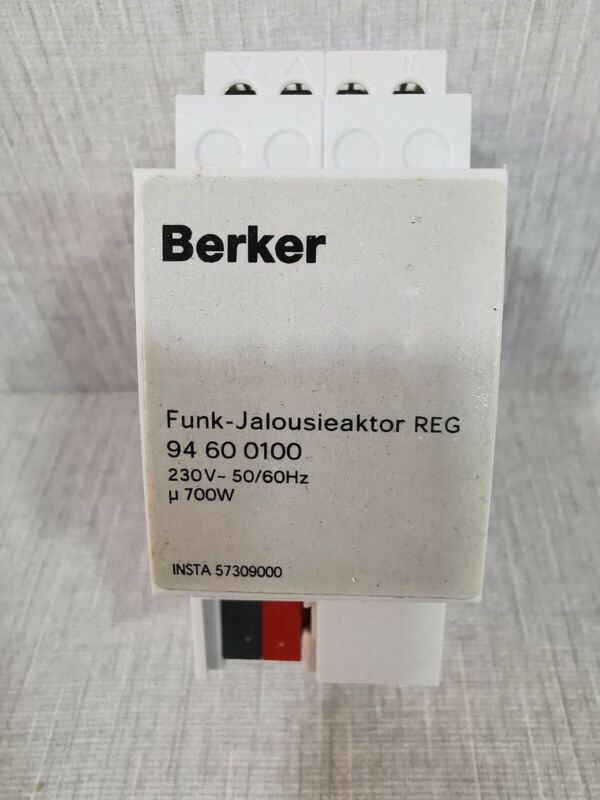 ▽ △ L N
Berker
Funk-Jalousieaktor REG
94 60 0100
230V~ 50/60Hz
µ 700W
INSTA 57309000